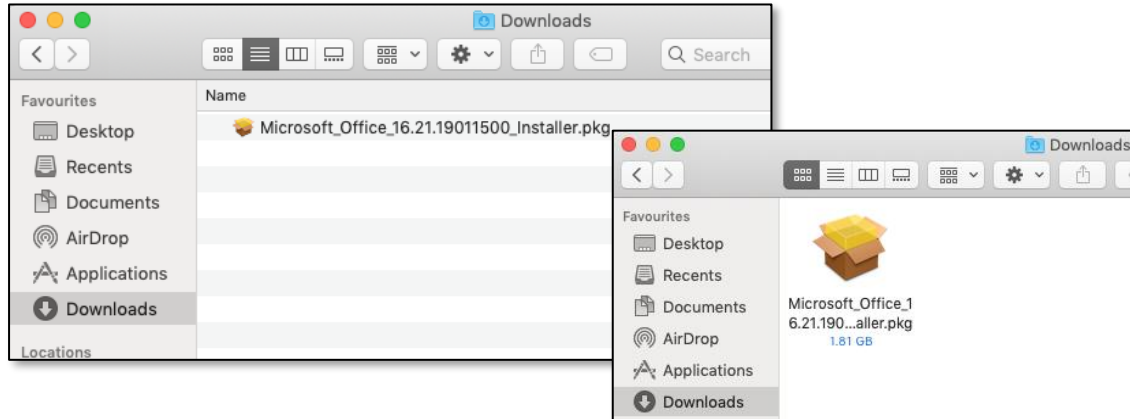 Downloads
Search
Favourites
Name
Desktop
Microsoft_Office_16.21.19011500_Installer.pkg
Recents
Documents
AirDrop
Applications
Downloads
Locations
Downloads
Favourites
Desktop
Recents
Documents
AirDrop
Applications
Downloads
Microsoft_Office_1
6.21.190...aller.pkg
1.81 GB